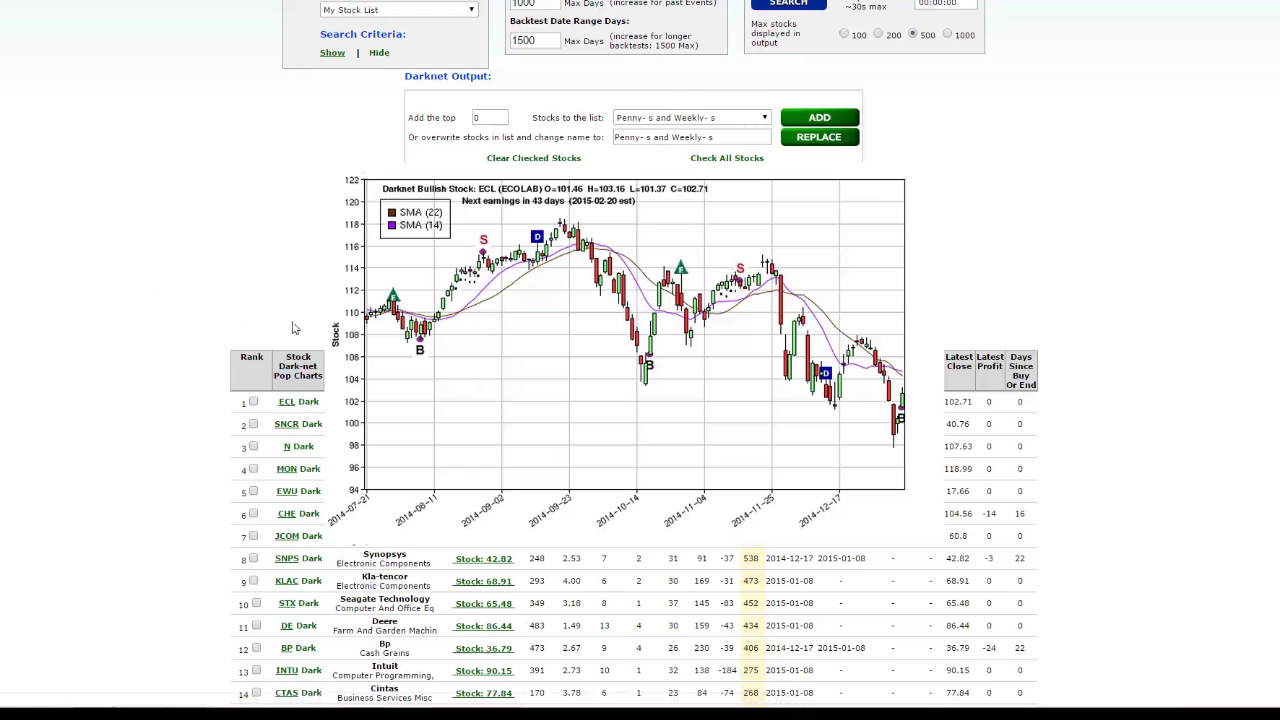 1000
Max Days
(increase for past Events)
SEARCH
~30s max
00:00:00
My Stock List
Backtest Date Range Days:
Search Criteria:
1500
Max Days
(increase for longer
backtests: 1500 Max)
Max stocks
displayed in
output
100
200
500
1000
Show | Hide
Darknet Output:
Add the top
0
Stocks to the list:
Penny- s and Weekly- s
ADD
Or overwrite stocks in list and change name to:
Penny- s and Weekly- s
REPLACE
Clear Checked Stocks
Check All Stocks
Darknet Bullish Stock: ECL (ECOLAB) O=101.46 H=103.16 L=101.37 C=102.71
Next earnings in 43 days (2015-02-20 est)
SMA (22)
SMA (14)
122
120
118
116
114
112
110
108
106
104
102
100
98
96
94
Stock
E
B
S
D
B
E
S
D
B
2014-07-21
2014-08-11
2014-09-02
2014-09-23
2014-10-14
2014-11-04
2014-11-25
2014-12-17
Rank
Stock
Dark-net
Pop Charts
Latest
Close
Latest
Profit
Days
Since
Buy
Or End
1 ECL Dark 102.71 0 0
2 SNCR Dark 40.76 0 0
3 N Dark 107.63 0 0
4 MON Dark 118.99 0 0
5 EWU Dark 17.66 0 0
6 CHE Dark 104.56 -14 16
7 JCOM Dark 60.8 0 0
8 SNPS Dark Synopsys Stock: 42.82 248 2.53 7 2 31 91 -37 538 2014-12-17 2015-01-08 - - 42.82 -3 22
Electronic Components
9 KLAC Dark Kla-tencor Stock: 68.91 293 4.00 6 2 30 169 -31 473 2015-01-08 - - - 68.91 0 0
Electronic Components
10 STX Dark Seagate Technology Stock: 65.48 349 3.18 8 1 37 145 -83 452 2015-01-08 - - - 65.48 0 0
Computer And Office Eq
11 DE Dark Deere Stock: 86.44 483 1.49 13 4 30 159 -43 434 2015-01-08 - - - 86.44 0 0
Farm And Garden Machin
12 BP Dark Bp Stock: 36.79 473 2.67 9 4 26 230 -39 406 2014-12-17 2015-01-08 - - 36.79 -24 22
Cash Grains
13 INTU Dark Intuit Stock: 90.15 391 2.73 10 1 32 138 -184 275 2015-01-08 - - - 90.15 0 0
Computer Programming,
14 CTAS Dark Cintas Stock: 77.84 170 3.78 6 1 23 84 -74 268 2015-01-08 - - - 77.84 0 0
Business Services Misc